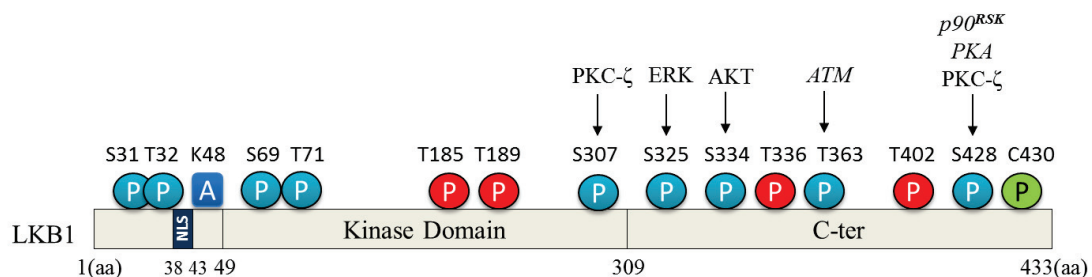 p90RSK
PKA
PKC-ζ ERK AKT ATM PKC-ζ
S31 T32 K48 S69 T71 T185 T189 S307 S325 S334 T336 T363 T402 S428 C430
P P A P P P P P P P P P P P P
LKB1 NLS Kinase Domain C-ter
1(aa) 38 43 49 309 433(aa)